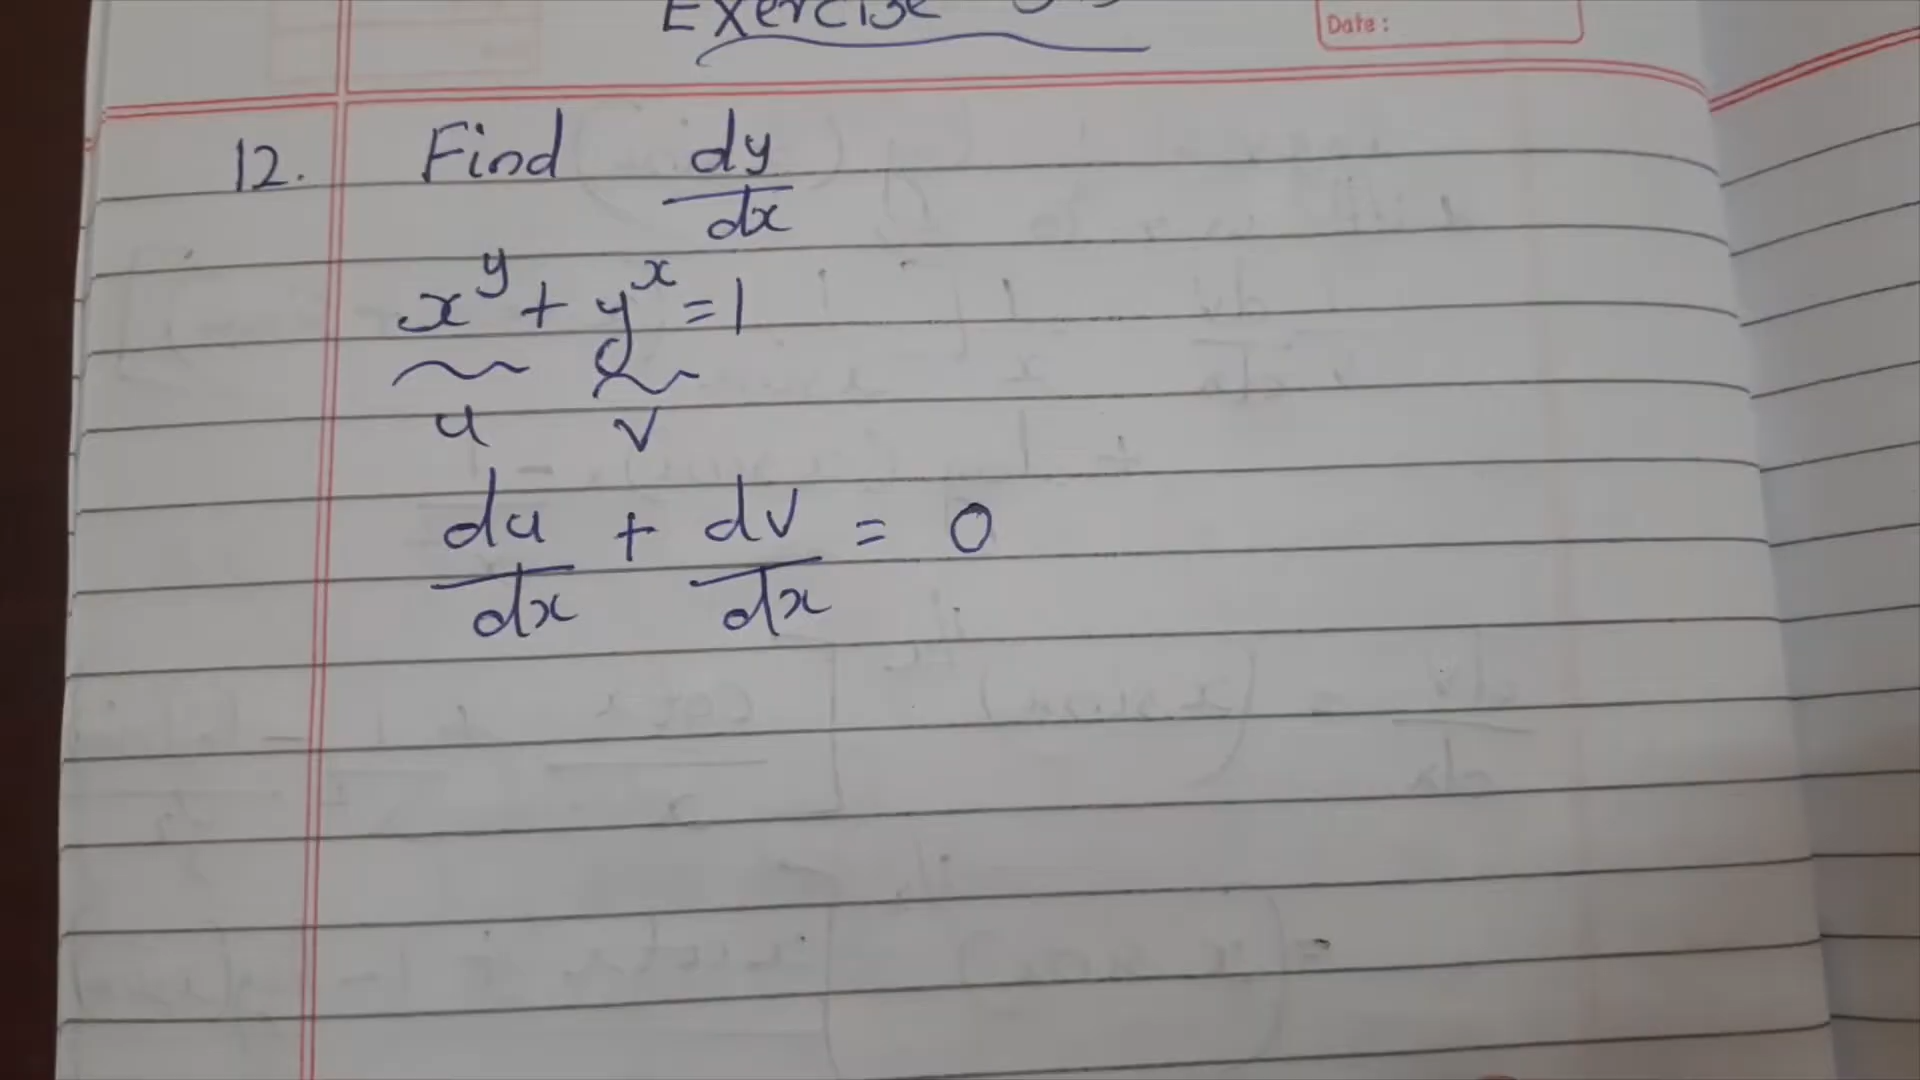 Exercise
Date :
12. Find dy/dx
x^y + y^x = 1
u v
du/dx + dv/dx = 0